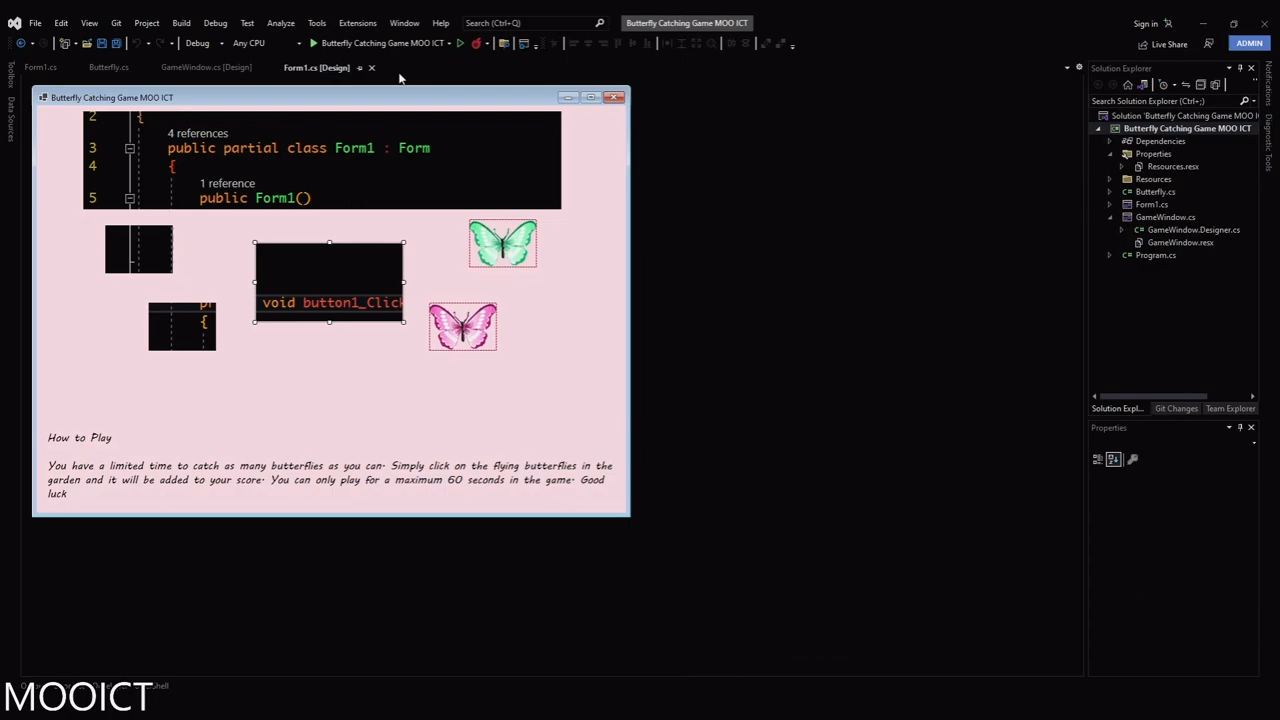 File Edit View Git Project Build Debug Test Analyze Tools Extensions Window Help Search (Ctrl+Q) Butterfly Catching Game MOO ICT Sign in
Debug Any CPU Butterfly Catching Game MOO ICT Live Share ADMIN
Form1.cs Butterfly.cs GameWindow.cs [Design] Form1.cs [Design]
Toolbox
Data Sources
Butterfly Catching Game MOO ICT
2 {
4 references
3 public partial class Form1 : Form
4 {
1 reference
5 public Form1()
void button1_Click
{
How to Play
You have a limited time to catch as many butterflies as you can. Simply click on the flying butterflies in the
garden and it will be added to your score. You can only play for a maximum 60 seconds in the game. Good
luck
Solution Explorer
Search Solution Explorer (Ctrl+;)
Solution 'Butterfly Catching Game MOO IC
Butterfly Catching Game MOO ICT
Dependencies
Properties
Resources.resx
Resources
Butterfly.cs
Form1.cs
GameWindow.cs
GameWindow.Designer.cs
GameWindow.resx
Program.cs
Solution Expl... Git Changes Team Explorer
Properties
Notifications
Diagnostic Tools
MOOICT